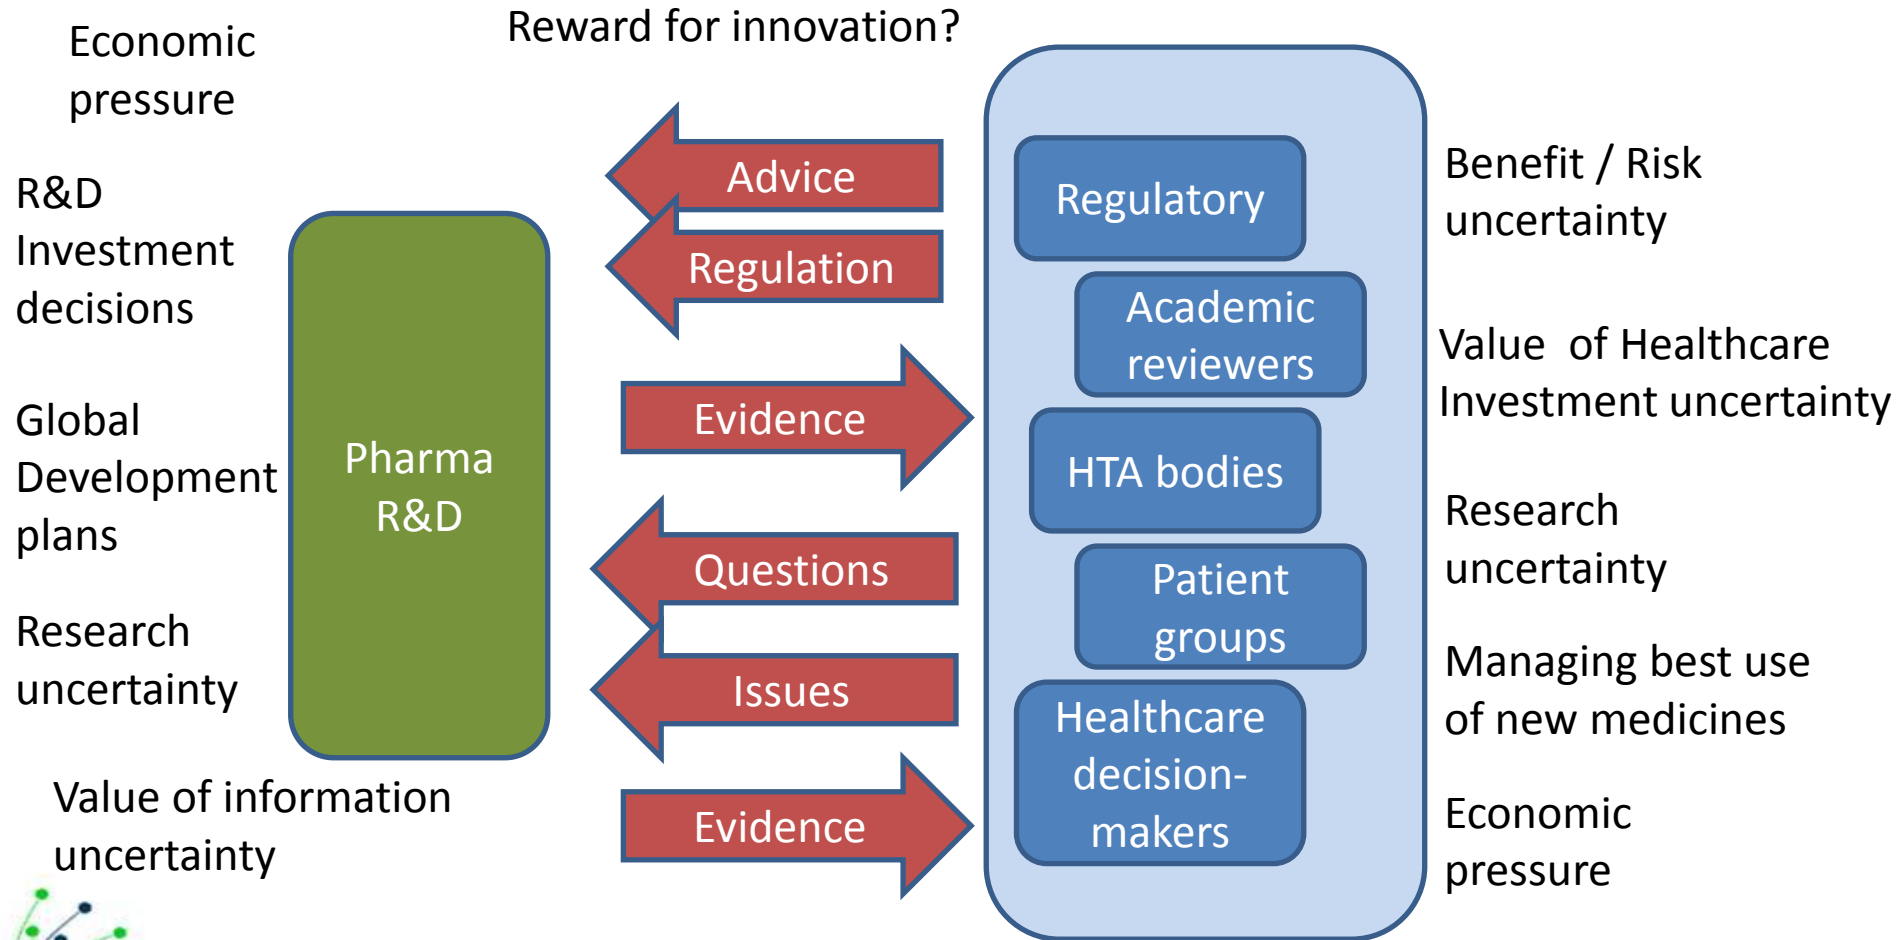 Economic
pressure
Reward for innovation?
R&D
Investment
decisions
Global
Development
plans
Research
uncertainty
Value of information
uncertainty
Pharma
R&D
Advice
Regulation
Evidence
Questions
Issues
Evidence
Regulatory
Academic
reviewers
HTA bodies
Patient
groups
Healthcare
decision-
makers
Benefit / Risk
uncertainty
Value  of Healthcare
Investment uncertainty
Research
uncertainty
Managing best use
of new medicines
Economic
pressure